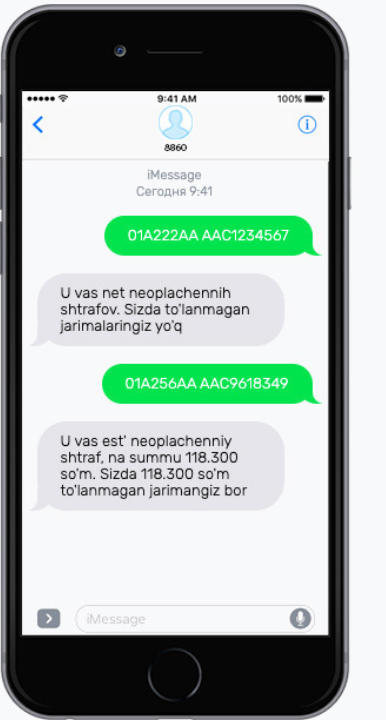 9:41 AM
100%
8860
iMessage
Сегодня 9:41
01A222AA AAC1234567
U vas net neoplachennih
shtrafov. Sizda to'lanmagan
jarimalaringiz yo'q
01A256AA AAC9618349
U vas est' neoplachenniy
shtraf, na summu 118.300
so'm. Sizda 118.300 so'm
to'lanmagan jarimangiz bor
iMessage